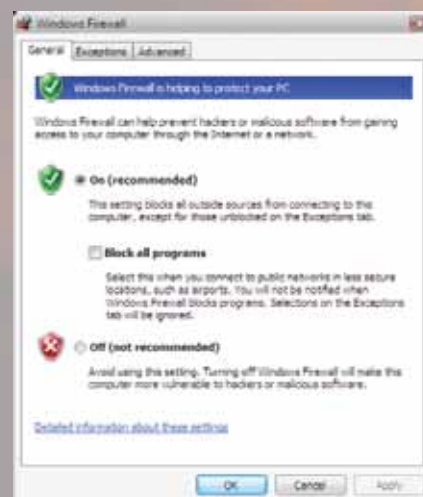 Windows Firewall
General Exceptions Advanced
Windows Firewall is helping to protect your PC
Windows Firewall can help prevent hackers or malicious software from gaining
access to your computer through the Internet or a network.
On (recommended)
This setting blocks all outside sources from connecting to this
computer, except for those unblocked on the Exceptions tab.
Block all programs
Select this when you connect to public networks in less secure
locations, such as airports. You will not be notified when
Windows Firewall blocks programs. Selections on the Exceptions
tab will be ignored.
Off (not recommended)
Avoid using this setting. Turning off Windows Firewall will make this
computer more vulnerable to hackers or malicious software.
Detailed information about these settings
OK Cancel Apply